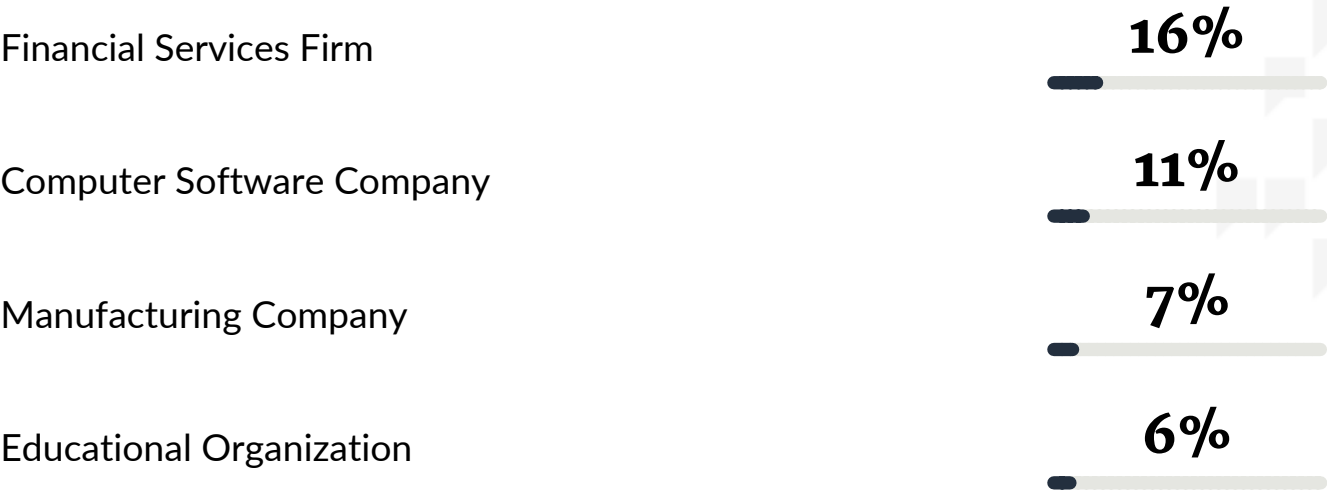 Financial Services Firm 16%
Computer Software Company 11%
Manufacturing Company 7%
Educational Organization 6%